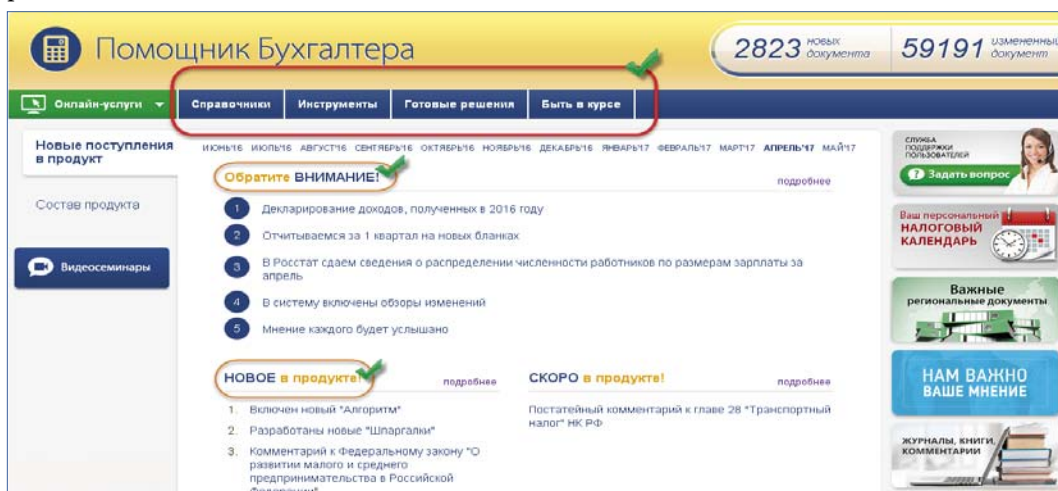 Помощник Бухгалтера
2823 новых документа
59191 измененный документ
Онлайн-услуги
Справочники
Инструменты
Готовые решения
Быть в курсе
Новые поступления
в продукт
Состав продукта
Видеосеминары
ИЮНЬ'16 ИЮЛЬ'16 АВГУСТ'16 СЕНТЯБРЬ'16 ОКТЯБРЬ'16 НОЯБРЬ'16 ДЕКАБРЬ'16 ЯНВАРЬ'17 ФЕВРАЛЬ'17 МАРТ'17 АПРЕЛЬ'17 МАЙ'17
Обратите ВНИМАНИЕ!
подробнее
1 Декларирование доходов, полученных в 2016 году
2 Отчитываемся за 1 квартал на новых бланках
3 В Росстат сдаем сведения о распределении численности работников по размерам зарплаты за
апрель
4 В систему включены обзоры изменений
5 Мнение каждого будет услышано
НОВОЕ в продукте!
подробнее
1. Включен новый "Алгоритм"
2. Разработаны новые "Шпаргалки"
3. Комментарий к Федеральному закону "О
развитии малого и среднего
предпринимательства в Российской
Федерации"
СКОРО в продукте!
подробнее
Постатейный комментарий к главе 28 "Транспортный
налог" НК РФ
СЛУЖБА
ПОДДЕРЖКИ
ПОЛЬЗОВАТЕЛЕЙ
Задать вопрос
Ваш персональный
НАЛОГОВЫЙ
КАЛЕНДАРЬ
Важные
региональные документы
НАМ ВАЖНО
ВАШЕ МНЕНИЕ
ЖУРНАЛЫ, КНИГИ,
КОММЕНТАРИИ